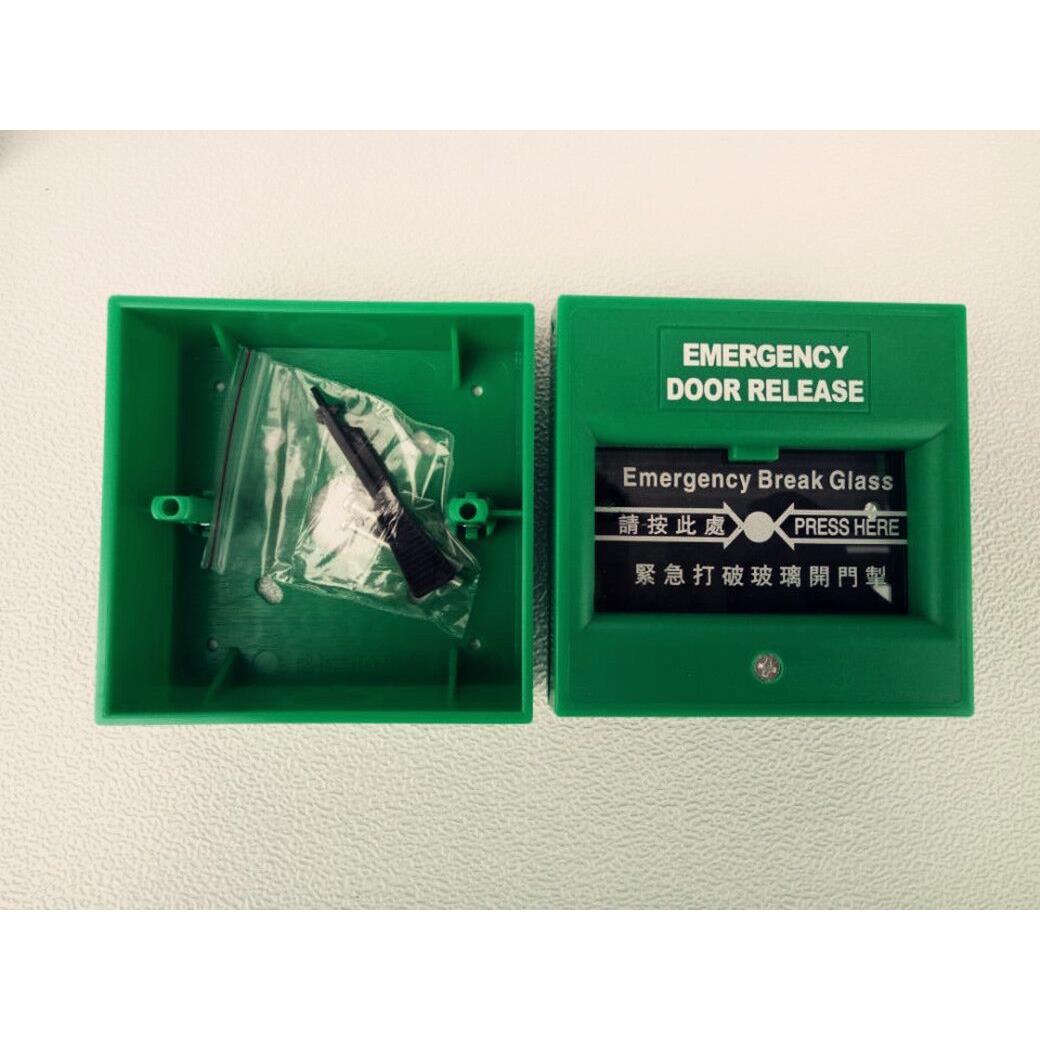 EMERGENCY
DOOR RELEASE
Emergency Break Glass
請按此處 PRESS HERE
緊急打破玻璃開門掣